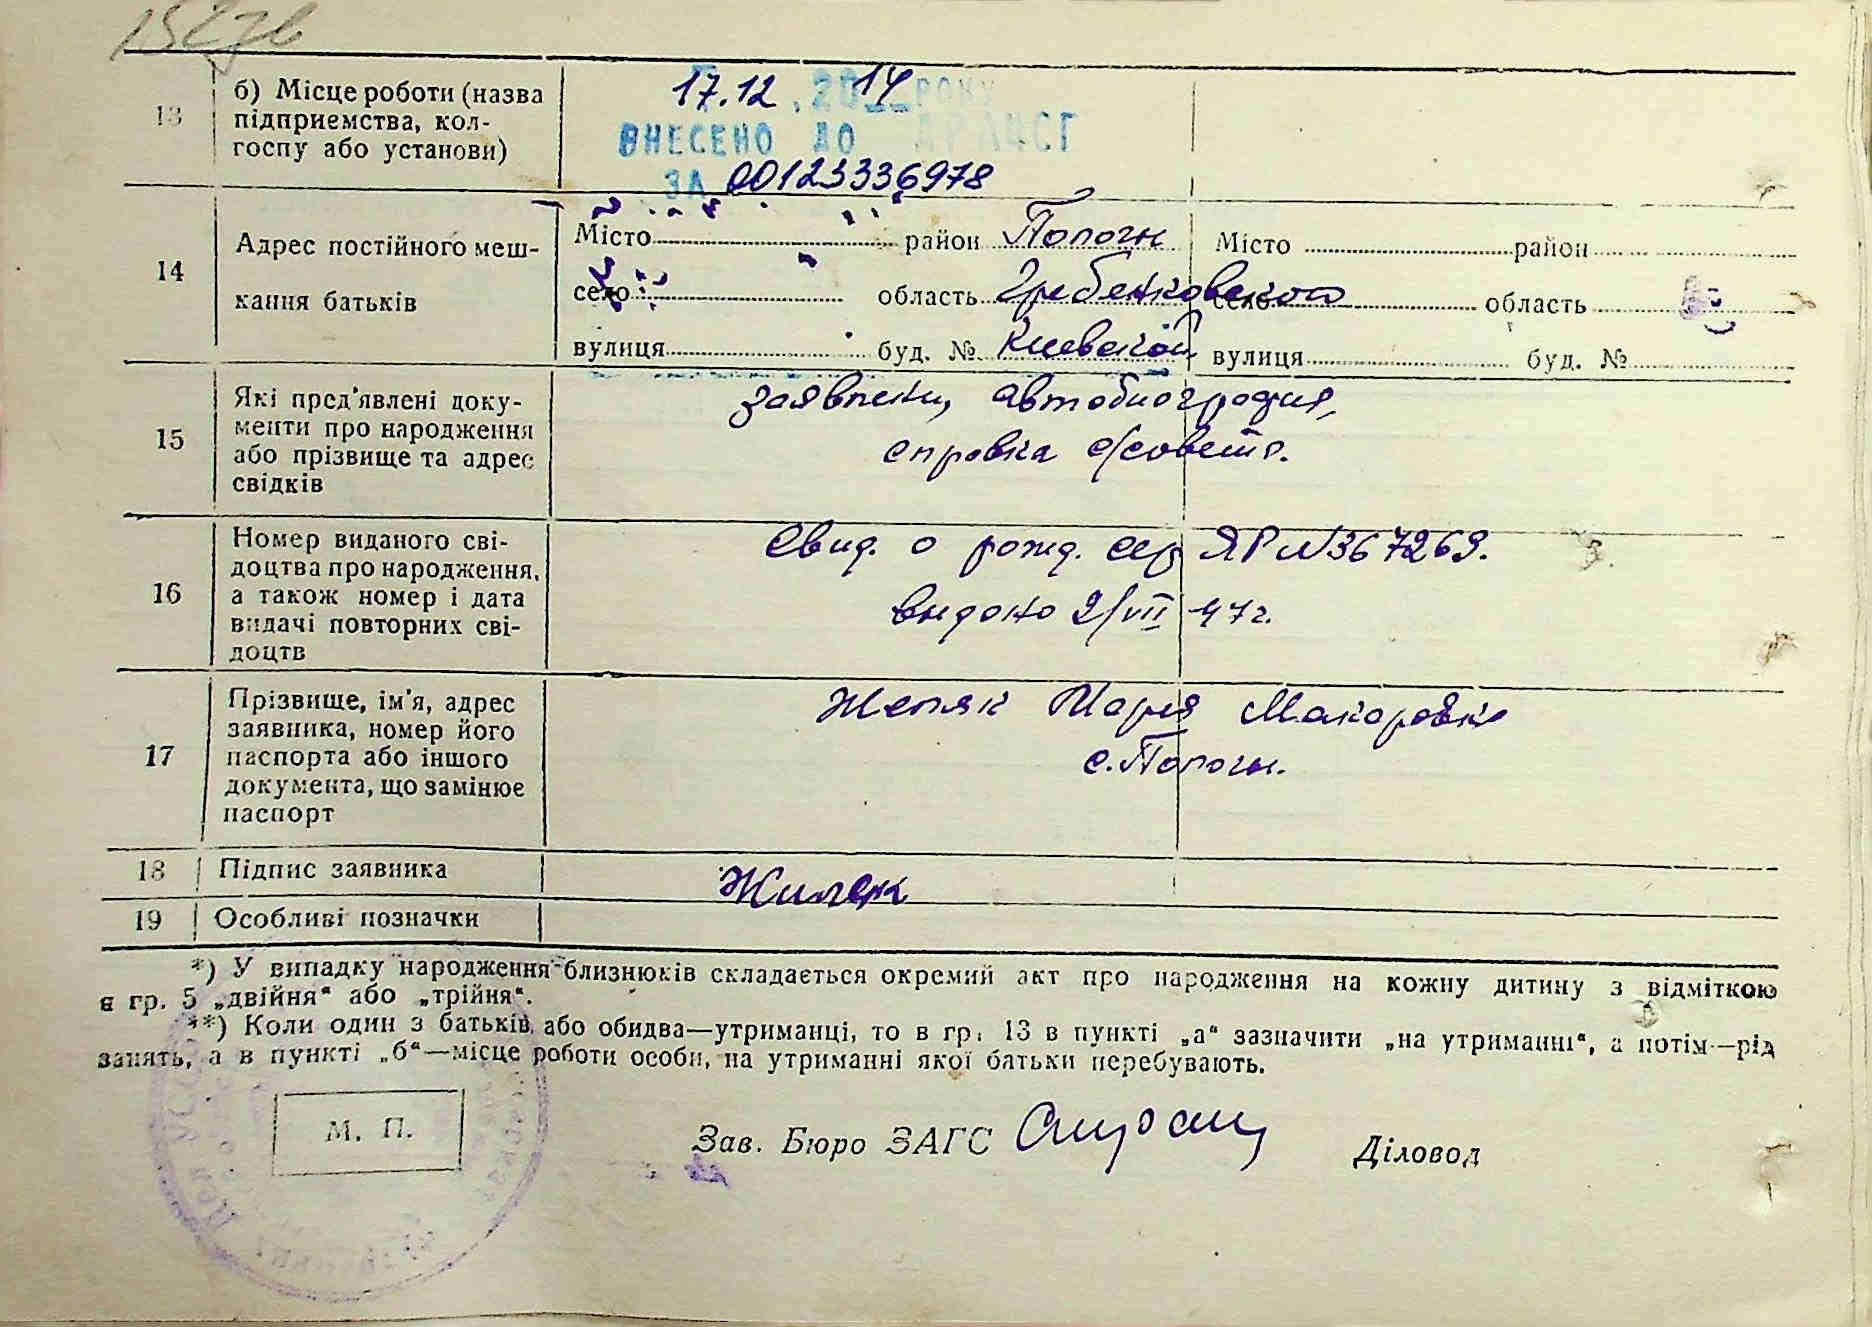 15276
13
б) Місце роботи (назва
підприємства, кол-
госпу або установи)
17.12.2014 РОКУ
ВНЕСЕНО ДО ДРАЦСГ
ЗА 00123336978
14
Адрес постійного меш-
кання батьків
Місто район Пологи Місто район
село область Гребенковского село область
вулиця буд. № Киевской вулиця буд. №
15
Які пред'явлені доку-
менти про народження
або прізвище та адрес
свідків
заявлени, автобиография,
справка с/совета.
16
Номер виданого сві-
доцтва про народження,
а також номер і дата
видачі повторних сві-
доцтв
Свид. о рожд. сер ЯР N367269.
выдано 2/VII 47г.
17
Прізвище, ім'я, адрес
заявника, номер його
паспорта або іншого
документа, що замінює
паспорт
Жепяк Мария Макаровна
с. Пологи.
18
Підпис заявника
19
Особливі позначки
*) У випадку народження близнюків складається окремий акт про народження на кожну дитину з відміткою
в гр. 5 „двійня“ або „трійня“.
**) Коли один з батьків, або обидва—утриманці, то в гр. 13 в пункті „а“ зазначити „на утриманні“, а потім—рід
занять, а в пункті „б“—місце роботи особи, на утриманні якої батьки перебувають.
М. П.
Зав. Бюро ЗАГС
Діловод